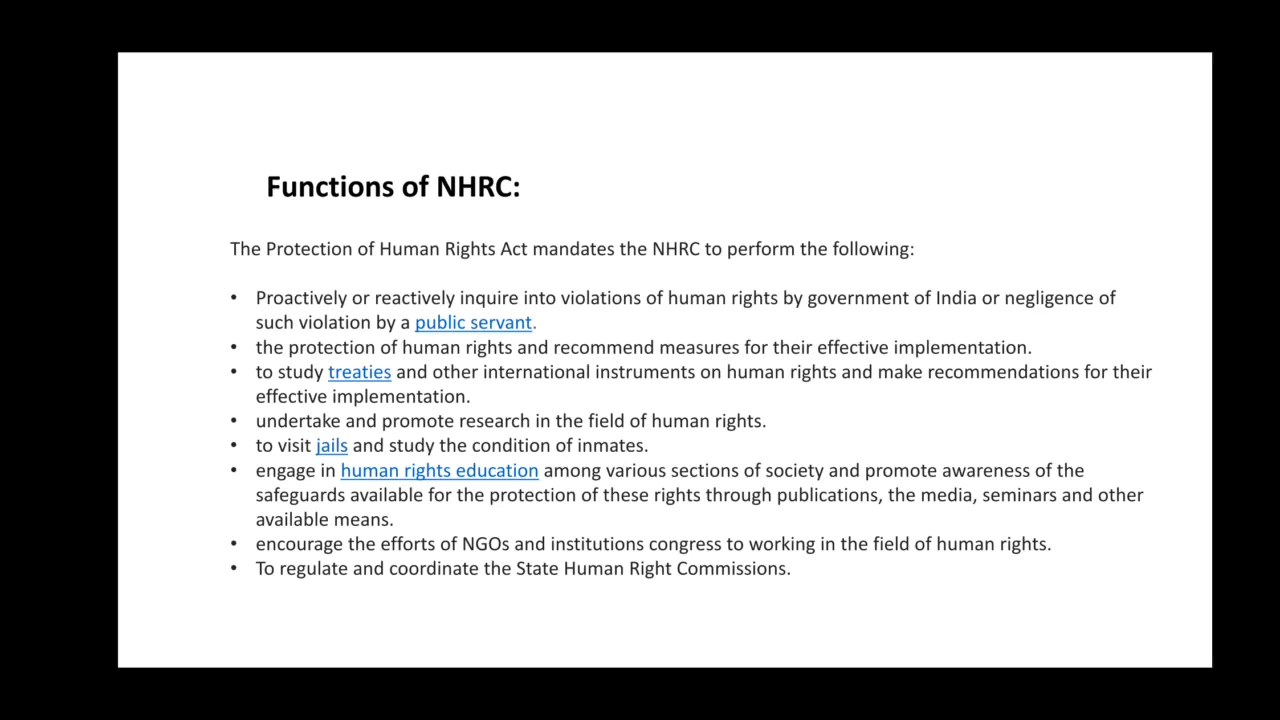 Functions of NHRC:
The Protection of Human Rights Act mandates the NHRC to perform the following:
• Proactively or reactively inquire into violations of human rights by government of India or negligence of
such violation by a public servant.
• the protection of human rights and recommend measures for their effective implementation.
• to study treaties and other international instruments on human rights and make recommendations for their
effective implementation.
• undertake and promote research in the field of human rights.
• to visit jails and study the condition of inmates.
• engage in human rights education among various sections of society and promote awareness of the
safeguards available for the protection of these rights through publications, the media, seminars and other
available means.
• encourage the efforts of NGOs and institutions congress to working in the field of human rights.
• To regulate and coordinate the State Human Right Commissions.